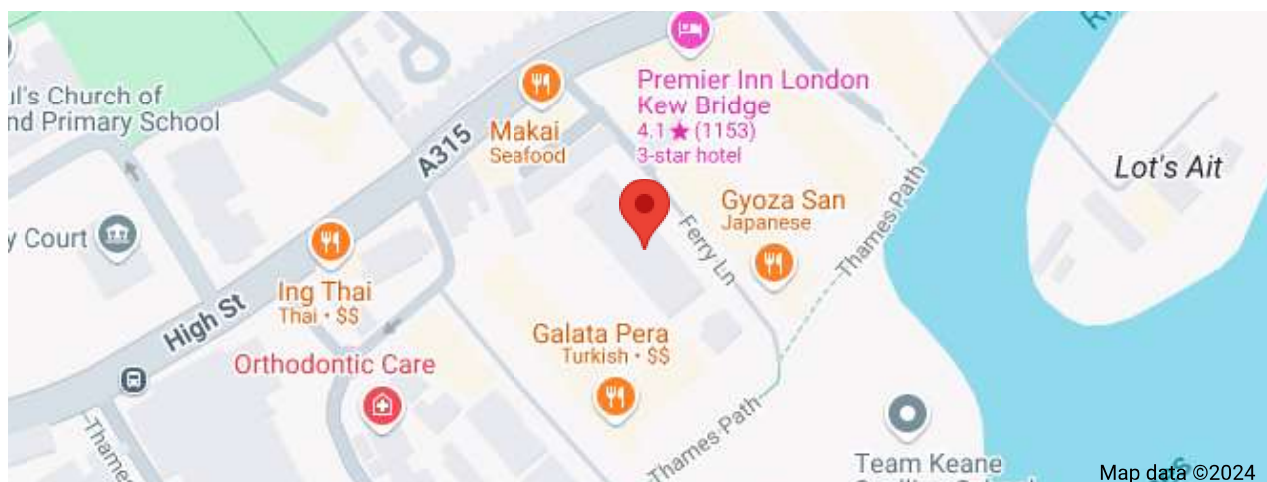 Premier Inn London
Kew Bridge
4.1 ★ (1153)
3-star hotel
ul's Church of
nd Primary School
Makai
Seafood
A315
Lot's Ait
Gyoza San
Japanese
Thames Path
Ferry Ln
y Court
Ing Thai
Thai • $$
High St
Galata Pera
Turkish • $$
Orthodontic Care
Thames Path
Thames
Team Keane
Map data ©2024